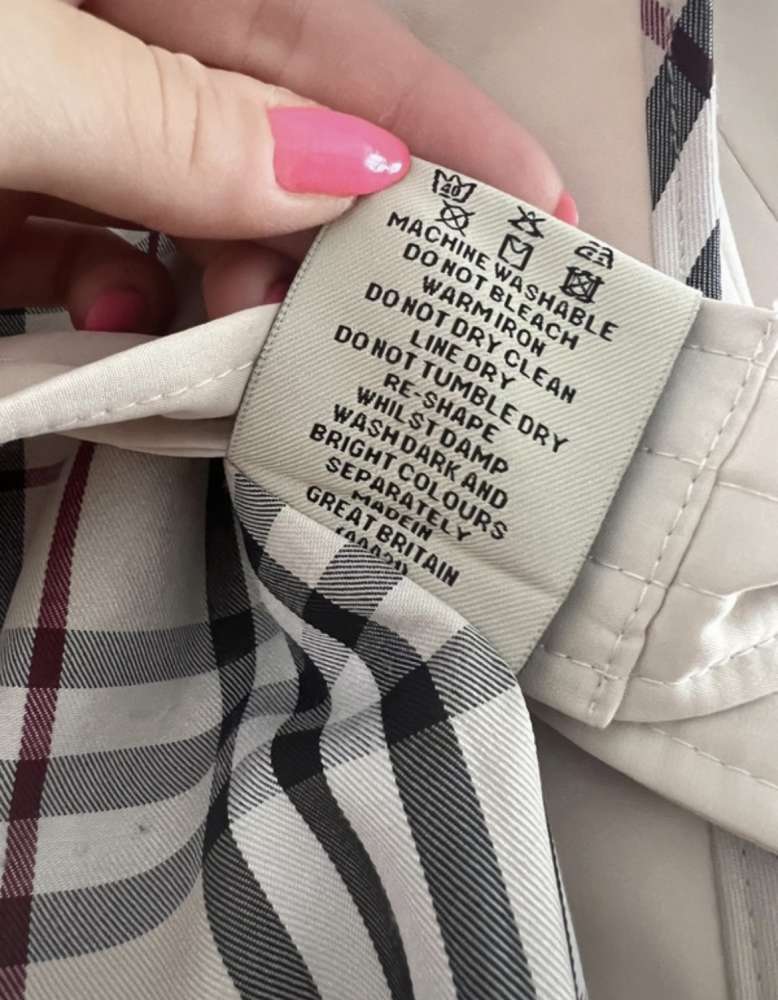 40
MACHINE WASHABLE
DO NOT BLEACH
WARM IRON
DO NOT DRY CLEAN
LINE DRY
DO NOT TUMBLE DRY
RE-SHAPE
WHILST DAMP
WASH DARK AND
BRIGHT COLOURS
SEPARATELY
MADE IN
GREAT BRITAIN